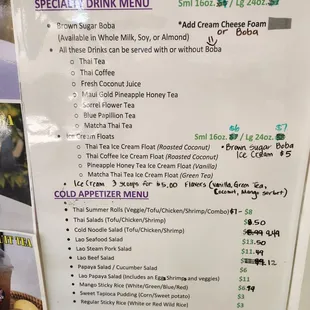 SPECIALTY DRINK MENU
Sml 16oz. / Lg 24oz.
Brown Sugar Boba
*Add Cream Cheese Foam
or Boba
(Available in Whole Milk, Soy, or Almond)
All these Drinks can be served with or without Boba
Thai Tea
Thai Coffee
Fresh Coconut Juice
Maui Gold Pineapple Honey Tea
Sorrel Flower Tea
Blue Papillion Tea
Matcha Thai Tea
$6 $7
Ice Cream Floats
Sml 16oz. / Lg 24oz.
Thai Tea Ice Cream Float (Roasted Coconut)
• Brown Sugar Boba
Ice Cream $5
Thai Coffee Ice Cream Float (Roasted Coconut)
Pineapple Honey Tea Ice Cream Float (Vanilla)
Matcha Thai Tea Ice Cream Float (Green Tea)
• Ice Cream 3 scoops for $5.00 Flavors (Vanilla, Green Tea,
Coconut, Mango Sorbet)
COLD APPETIZER MENU
Thai Summer Rolls (Veggie/Tofu/Chicken/Shrimp/Combo) $7 - $8
Thai Salads (Tofu/Chicken/Shrimp)
$8.50
Cold Noodle Salad (Tofu/Chicken/Shrimp)
9.49
Lao Seafood Salad
$13.50
Lao Steam Pork Salad
$11.99
Lao Beef Salad
12
Papaya Salad / Cucumber Salad
$6
Lao Papaya Salad (Includes an Egg Shrimp and veggies)
$11
Mango Sticky Rice (White/Green/Blue/Red)
Sweet Tapioca Pudding (Corn/Sweet potato)
$3
Regular Sticky Rice (White or Red Wild Rice)
$3
TEA